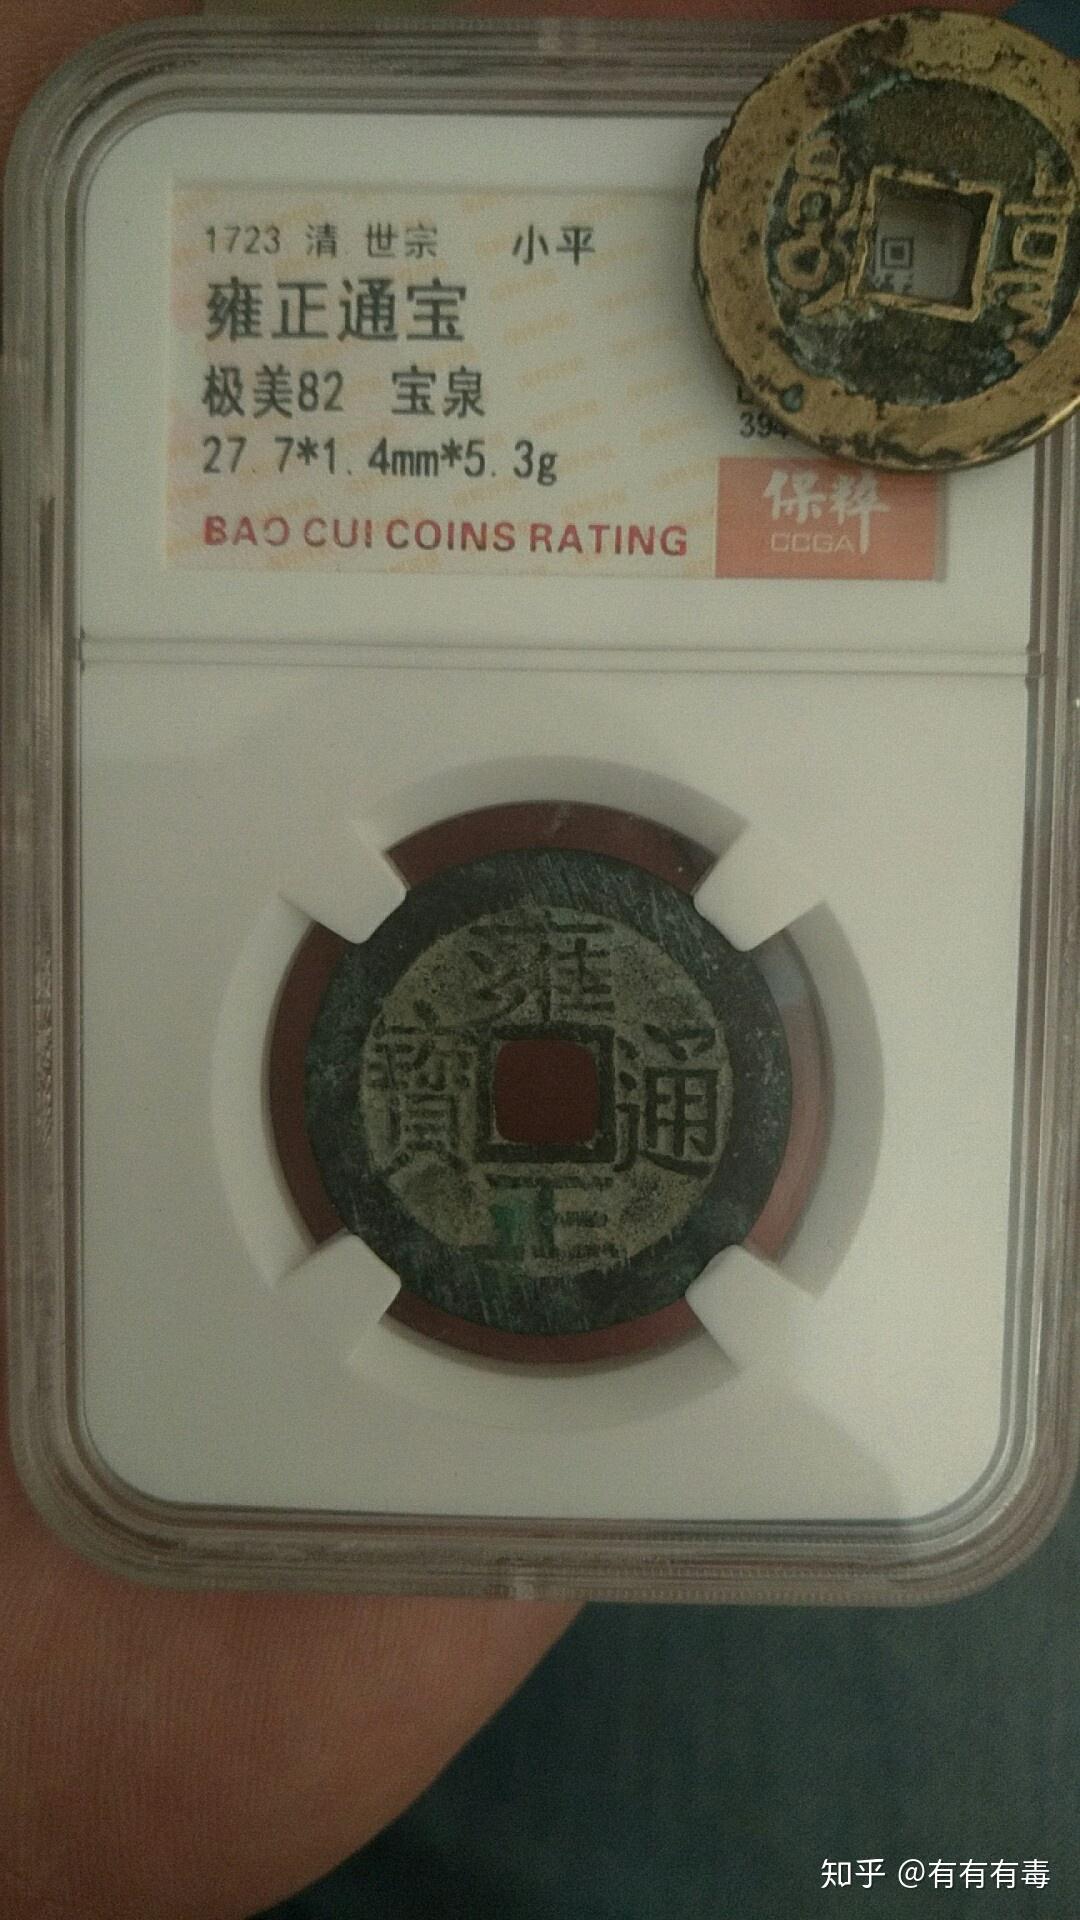 1723 清 世宗 小平
雍正通宝
极美82 宝泉
27.7*1.4mm*5.3g
394
BAO CUI COINS RATING
保粹
CCGA
雍
寶 通
正
知乎 @有有有毒